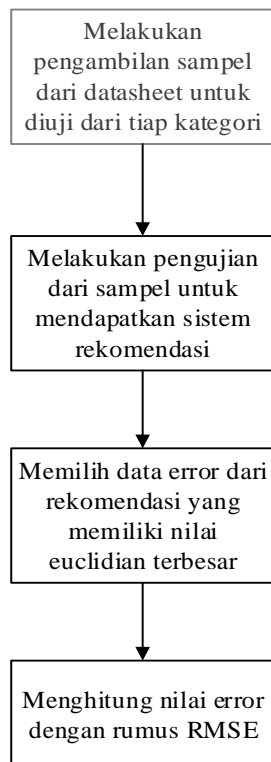 Melakukan
pengambilan sampel
dari datasheet untuk
diuji dari tiap kategori
Melakukan pengujian
dari sampel untuk
mendapatkan sistem
rekomendasi
Memilih data error dari
rekomendasi yang
memiliki nilai
euclidian terbesar
Menghitung nilai error
dengan rumus RMSE